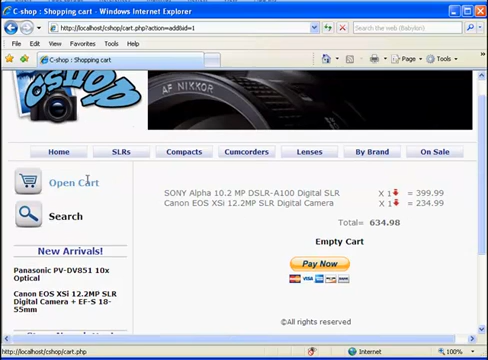 C-shop : Shopping cart - Windows Internet Explorer
http://localhost/cshop/cart.php?action=add&id=1
Search (Babylon)
File Edit View Favorites Tools Help
C-shop : Shopping cart
Page Tools
cshop
AF NIKKOR
Home SLRs Compacts Cumcorders Lenses By Brand On Sale
Open Cart
SONY Alpha 10.2 MP DSLR-A100 Digital SLR X 1 = 399.99
Canon EOS XSi 12.2MP SLR Digital Camera X 1 = 234.99
Search
Total= 634.98
Empty Cart
New Arrivals!
Pay Now
Panasonic PV-DV851 10x
Optical
VISA
Canon EOS XSi 12.2MP SLR
Digital Camera + EF-S 18-
55mm
©All rights reserved
http://localhost/cshop/cart.php
Internet
100%